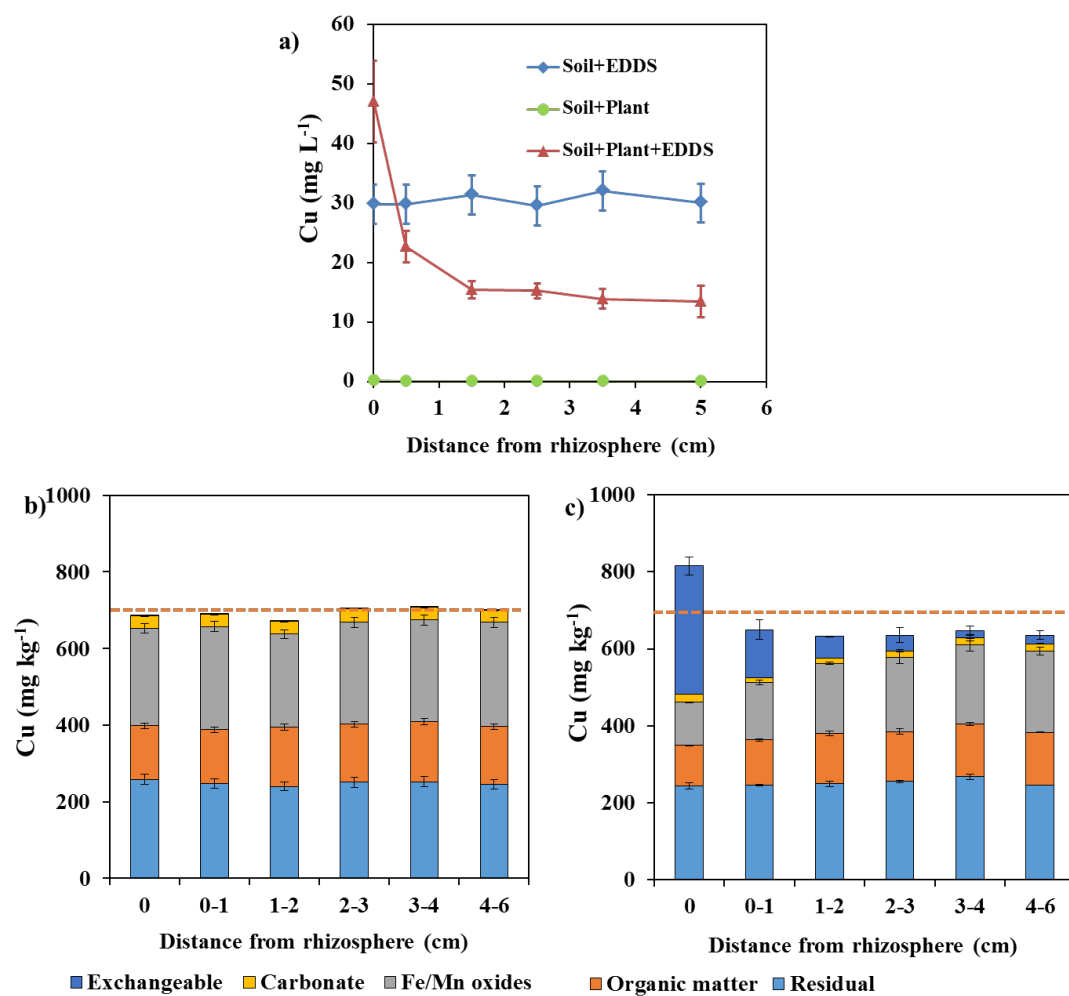 a)
Cu (mg L-1)
60
50
40
30
20
10
0
Soil+EDDS
Soil+Plant
Soil+Plant+EDDS
0 1 2 3 4 5 6
Distance from rhizosphere (cm)
b)
Cu (mg kg-1)
1000
800
600
400
200
0
0 0-1 1-2 2-3 3-4 4-6
Distance from rhizosphere (cm)
c)
Cu (mg kg-1)
1000
800
600
400
200
0
0 0-1 1-2 2-3 3-4 4-6
Distance from rhizosphere (cm)
Exchangeable Carbonate Fe/Mn oxides Organic matter Residual